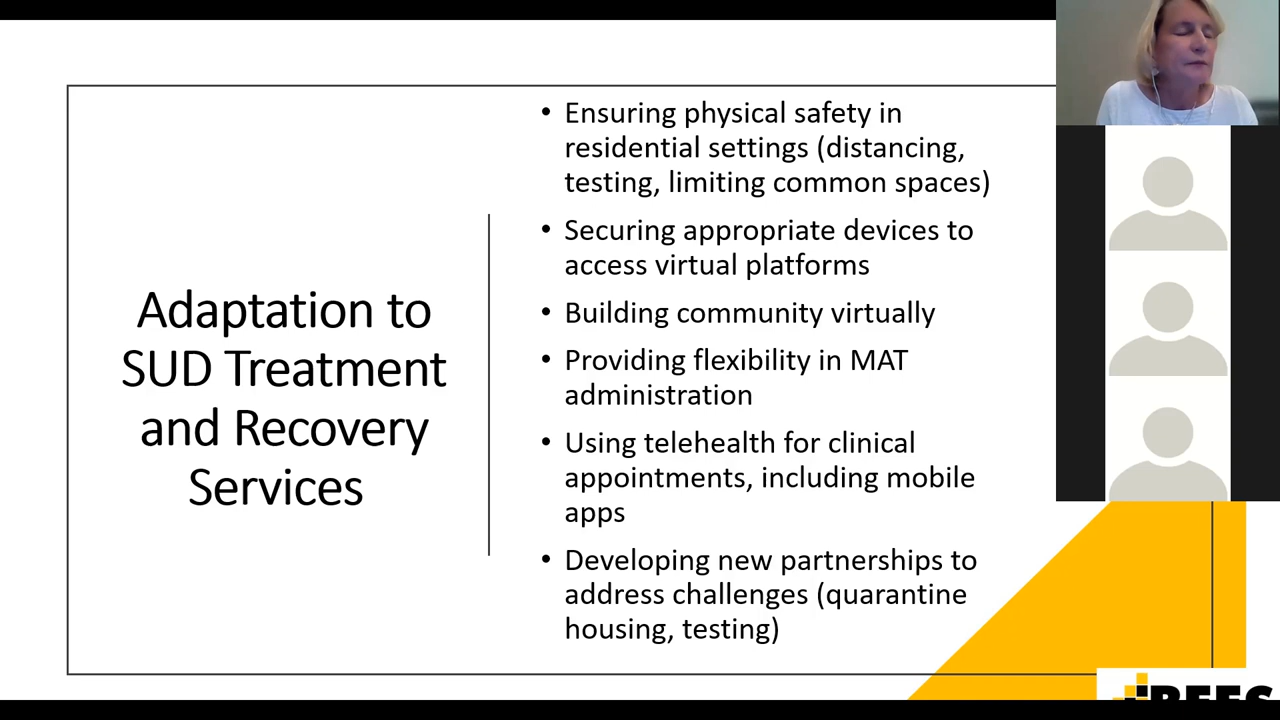 Adaptation to
SUD Treatment
and Recovery
Services
• Ensuring physical safety in
residential settings (distancing,
testing, limiting common spaces)
• Securing appropriate devices to
access virtual platforms
• Building community virtually
• Providing flexibility in MAT
administration
• Using telehealth for clinical
appointments, including mobile
apps
• Developing new partnerships to
address challenges (quarantine
housing, testing)